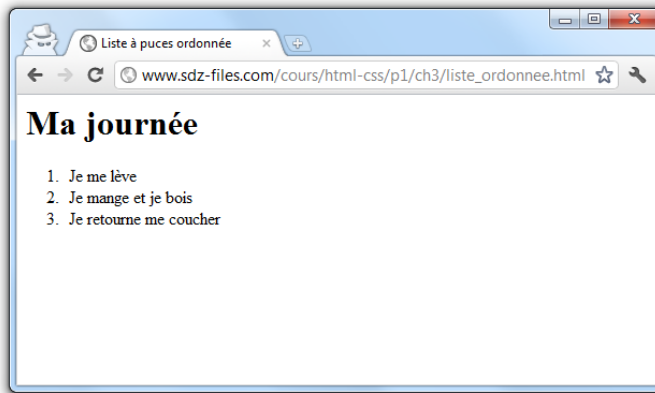 Liste à puces ordonnée
www.sdz-files.com/cours/html-css/p1/ch3/liste_ordonnee.html
Ma journée
1. Je me lève
2. Je mange et je bois
3. Je retourne me coucher